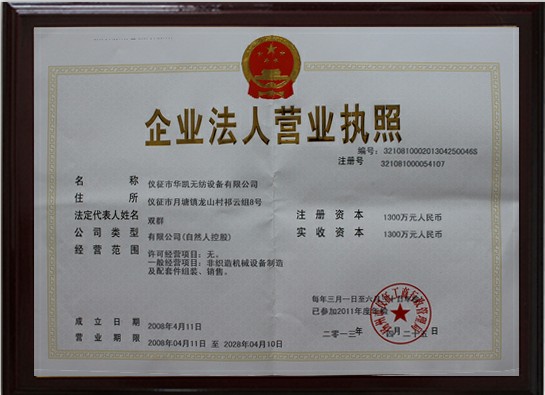 企业法人营业执照
编号: 321081000201304250046S
注册号 321081000054107
名 称 仪征市华凯无纺设备有限公司
住 所 仪征市月塘镇龙山村祁云组8号
法定代表人姓名 观群
注 册 资 本 1300万元人民币
公 司 类 型 有限公司(自然人控股)
实 收 资 本 1300万元人民币
经 营 范 围 许可经营项目: 无。
一般经营项目: 非织造机械设备制造
及配套件组装、销售。
每年三月一日至六月三十日年检
已参加2011年度年检
成 立 日 期 2008年4月11日
营 业 期 限 2008年04月11日 至 2028年04月10日
二〇一三 年 四月二十五日